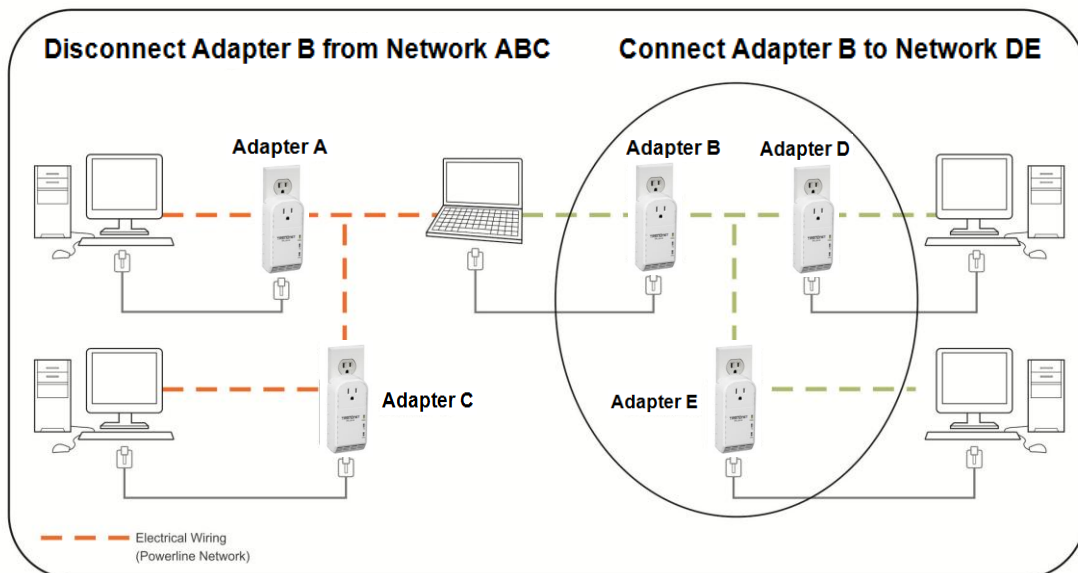 Disconnect Adapter B from Network ABC
Connect Adapter B to Network DE
Adapter A
Adapter B
Adapter D
Adapter C
Adapter E
Electrical Wiring
(Powerline Network)